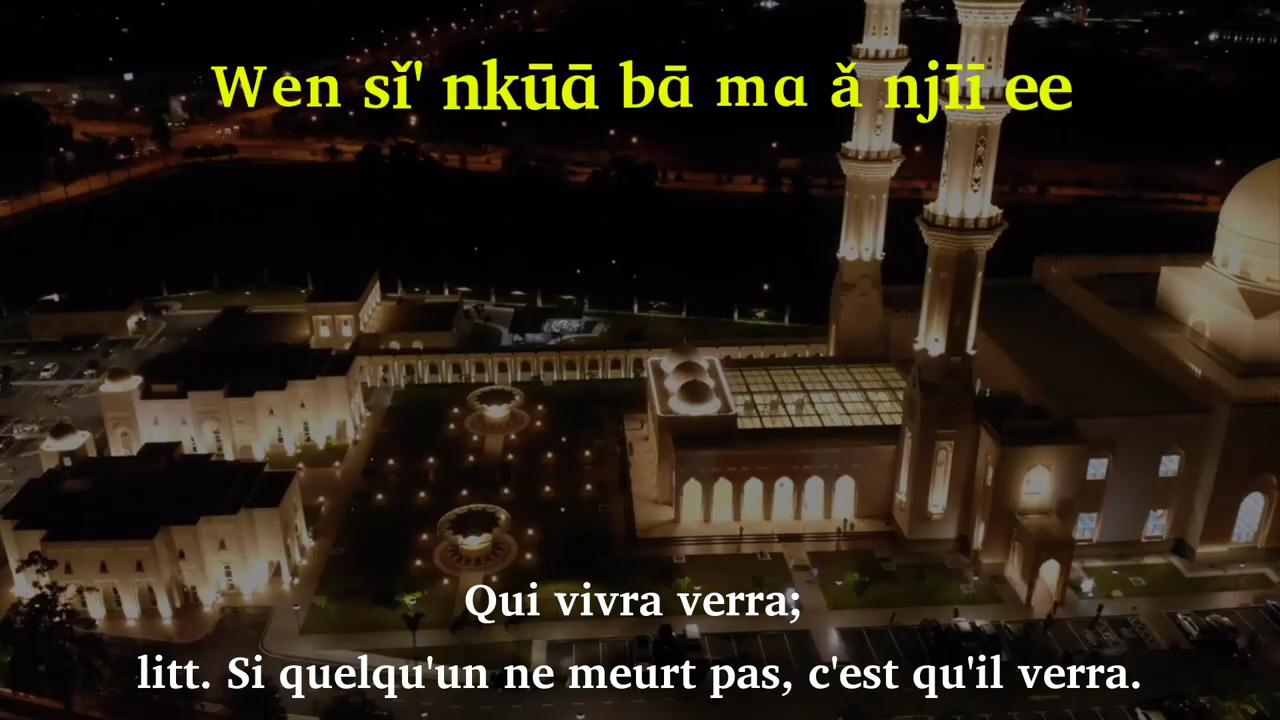 Wen sǐ' nkūā bā ma ǎ njīī ee
Qui vivra verra;
litt. Si quelqu'un ne meurt pas, c'est qu'il verra.